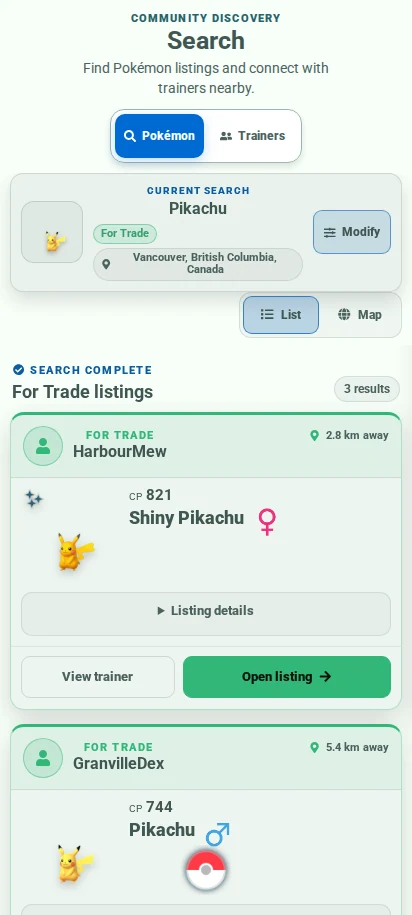 COMMUNITY DISCOVERY
Search
Find Pokémon listings and connect with
trainers nearby.
Pokémon
Trainers
CURRENT SEARCH
Pikachu
For Trade
Vancouver, British Columbia,
Canada
Modify
List
Map
SEARCH COMPLETE
For Trade listings
3 results
FOR TRADE
HarbourMew
2.8 km away
CP 821
Shiny Pikachu
Listing details
View trainer
Open listing
FOR TRADE
GranvilleDex
5.4 km away
CP 744
Pikachu